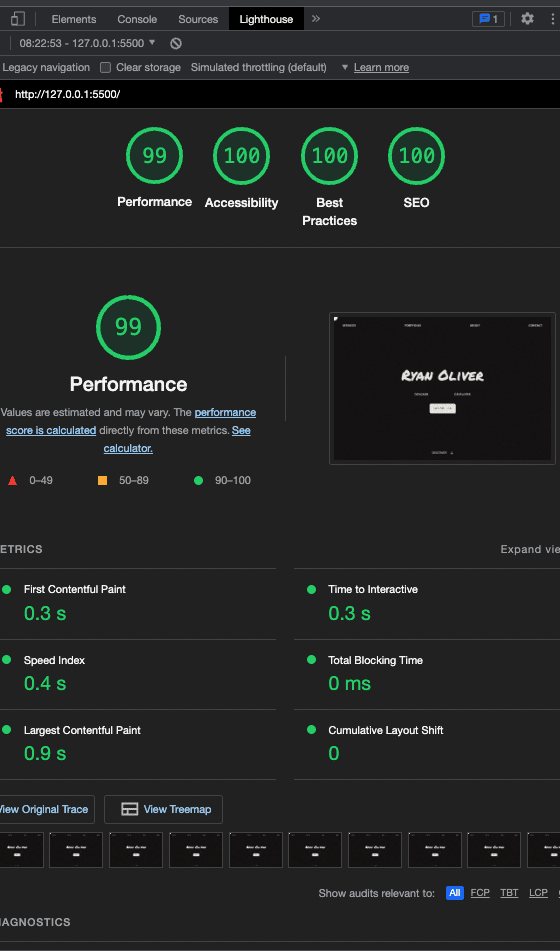 Elements Console Sources Lighthouse » 1
08:22:53 - 127.0.0.1:5500 ▼
Legacy navigation Clear storage Simulated throttling (default) ▼ Learn more
http://127.0.0.1:5500/
99 100 100 100
Performance Accessibility Best Practices SEO
99
Performance
Values are estimated and may vary. The performance
score is calculated directly from these metrics. See
calculator.
0–49 50–89 90–100
RYAN OLIVER
ETRICS Expand vie
First Contentful Paint Time to Interactive
0.3 s 0.3 s
Speed Index Total Blocking Time
0.4 s 0 ms
Largest Contentful Paint Cumulative Layout Shift
0.9 s 0
View Original Trace View Treemap
Show audits relevant to: All FCP TBT LCP
IAGNOSTICS